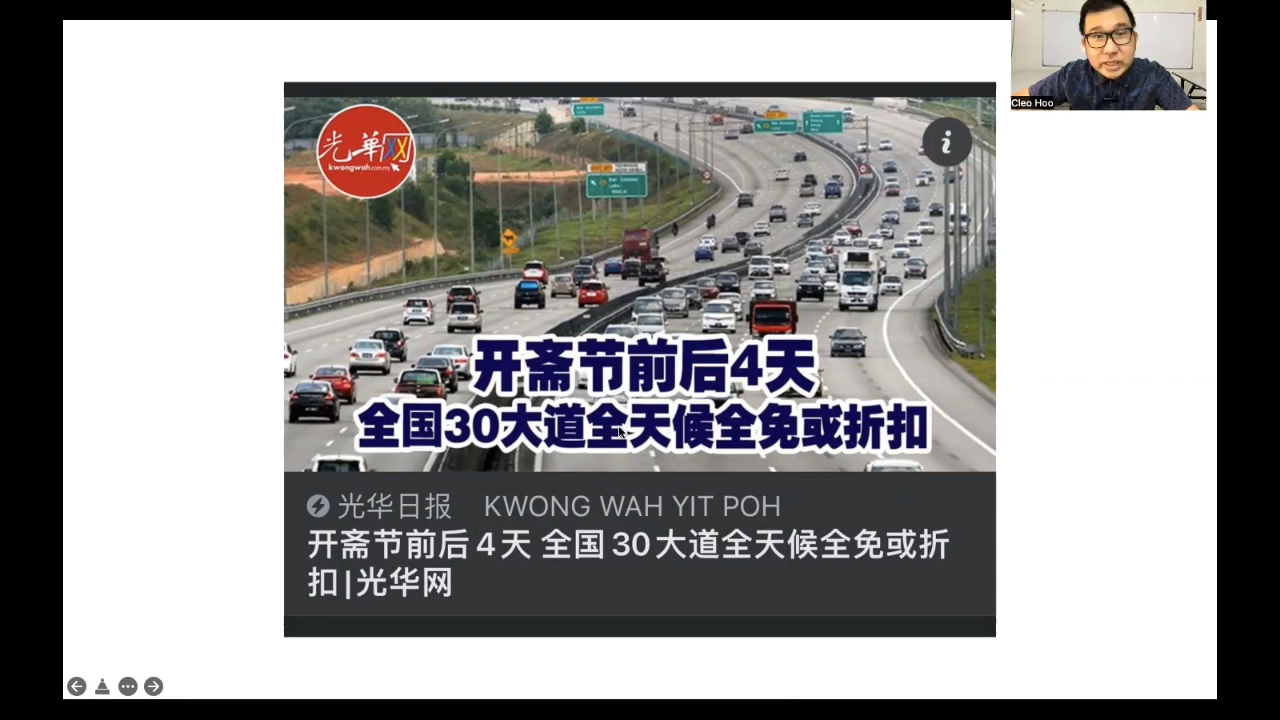 Cleo Hoo
光華网
kwongwah.com.my
开斋节前后4天
全国30大道全天候全免或折扣
光华日报 KWONG WAH YIT POH
开斋节前后4天 全国30大道全天候全免或折
扣|光华网